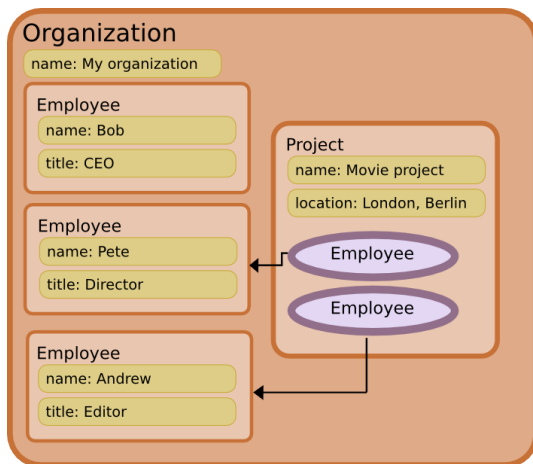 Organization
name: My organization
Employee
name: Bob
title: CEO
Employee
name: Pete
title: Director
Employee
name: Andrew
title: Editor
Project
name: Movie project
location: London, Berlin
Employee
Employee